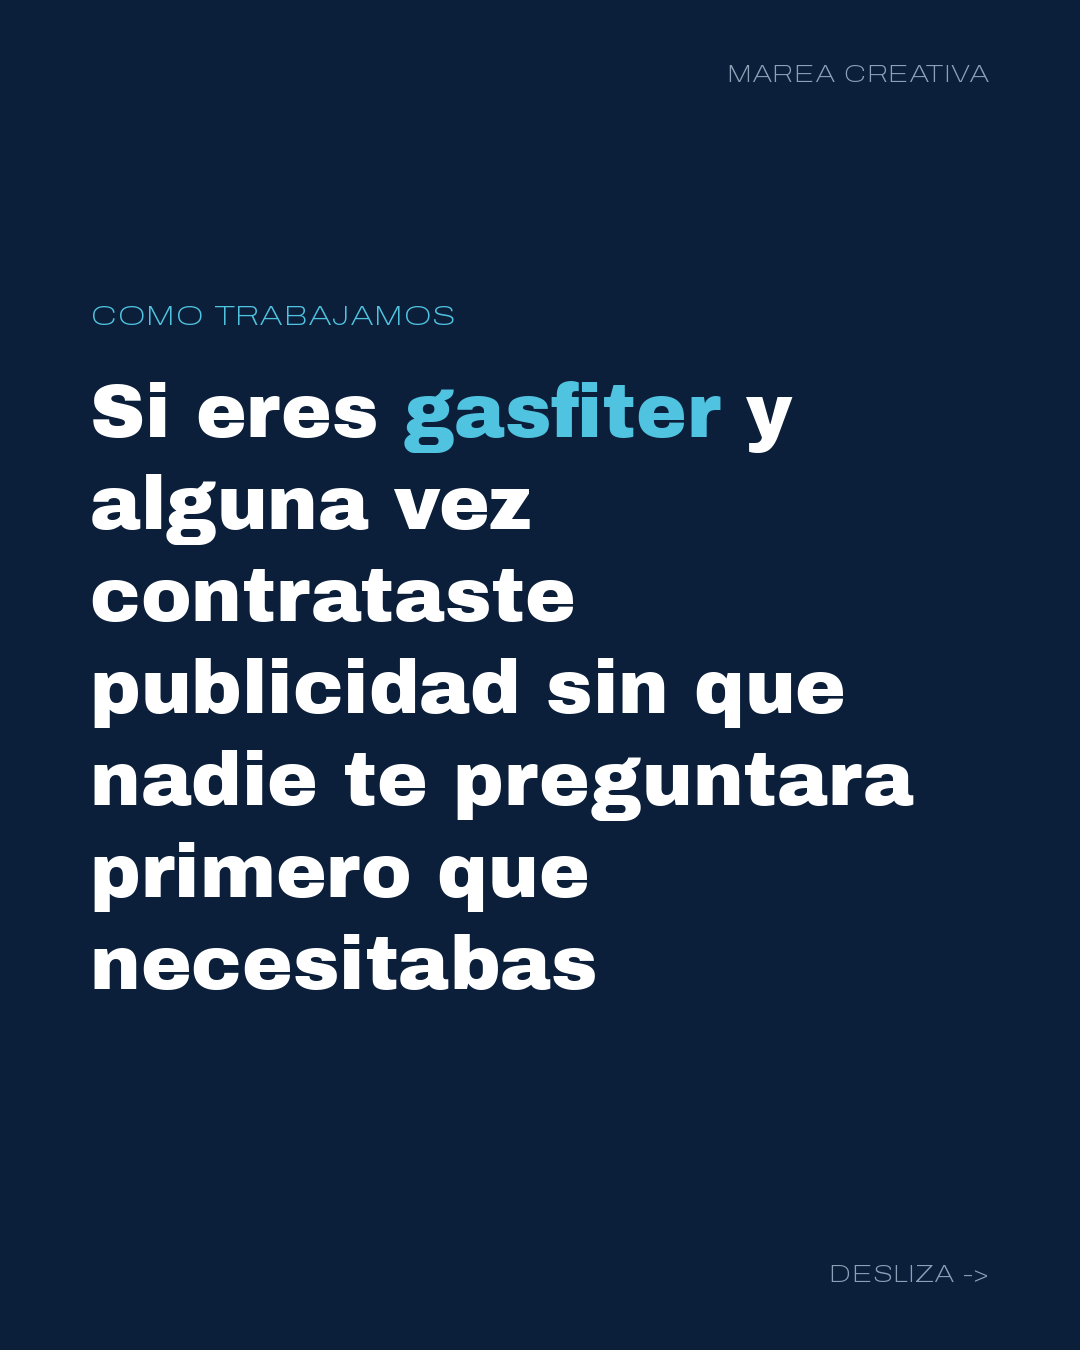 MAREA CREATIVA
COMO TRABAJAMOS
Si eres gasfiter y
alguna vez
contrataste
publicidad sin que
nadie te preguntara
primero que
necesitabas
DESLIZA ->